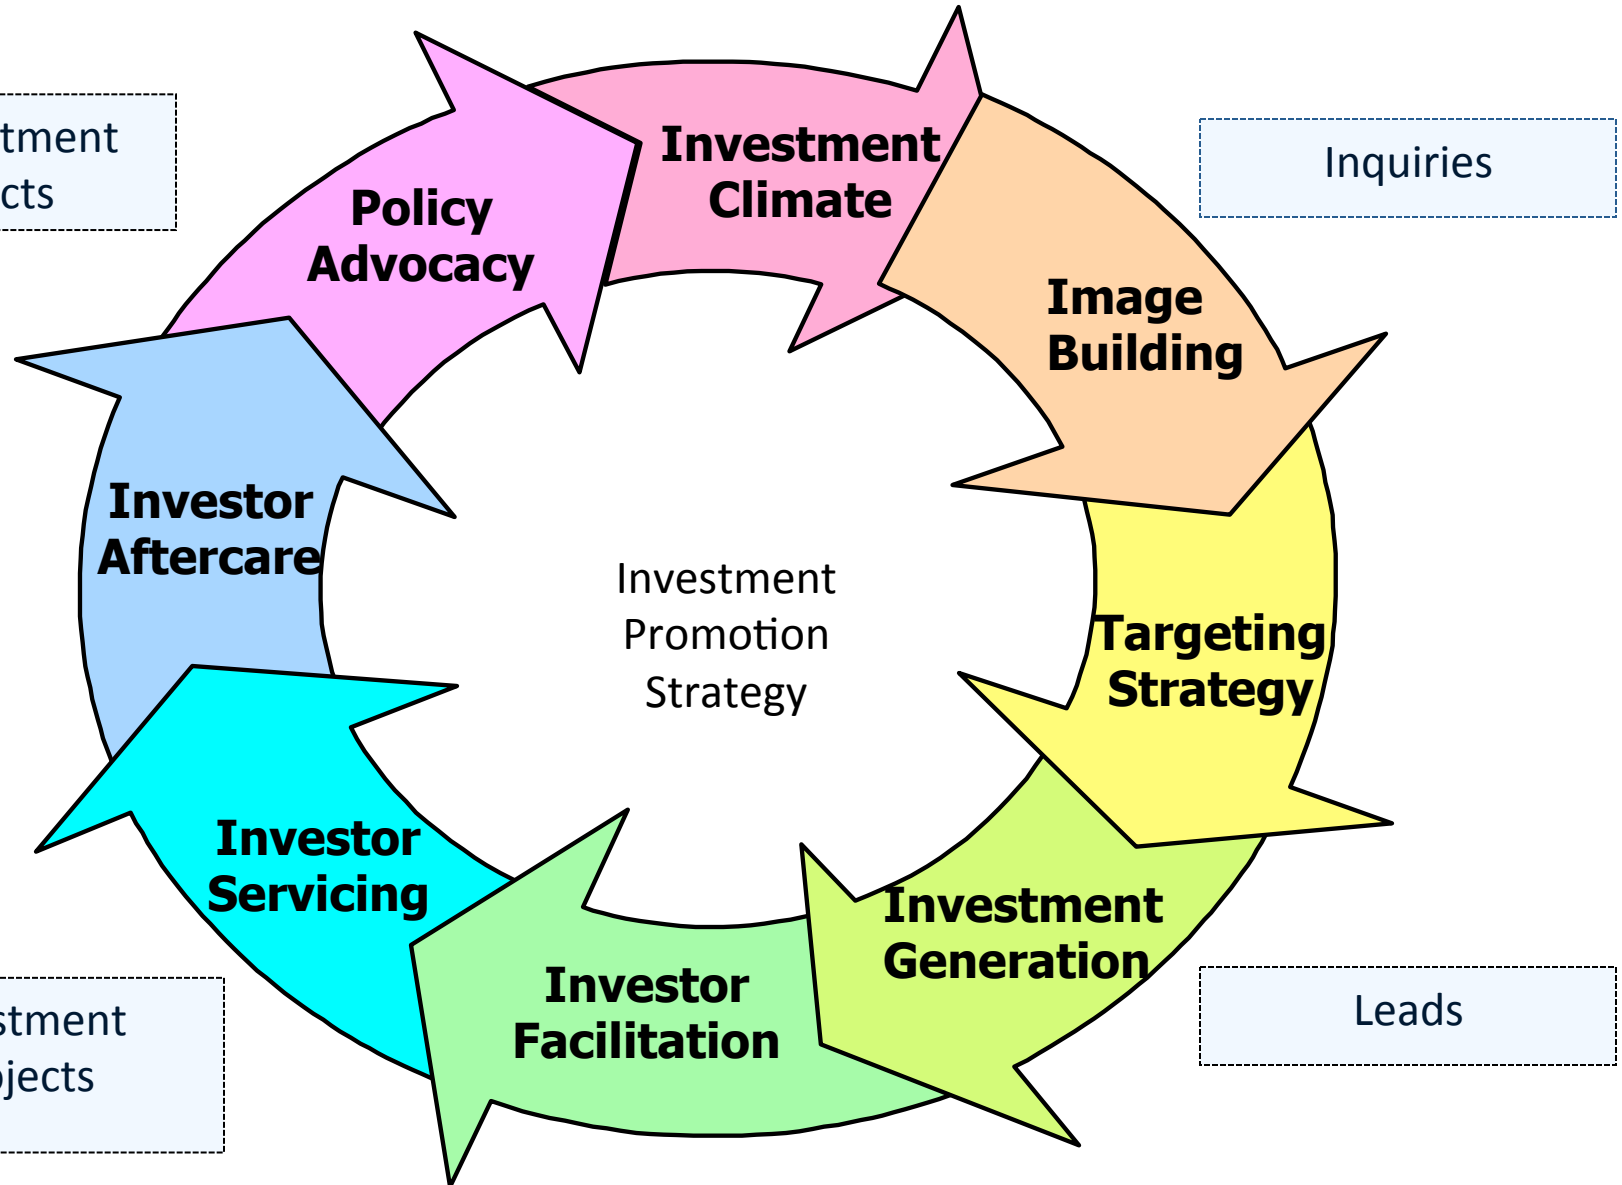 tment
cts
Policy
Advocacy
Investment
Climate
Inquiries
Image
Building
Investor
Aftercare
Investment
Promotion
Strategy
Targeting
Strategy
Investor
Servicing
Investment
Generation
Investor
Facilitation
stment
jects
Leads